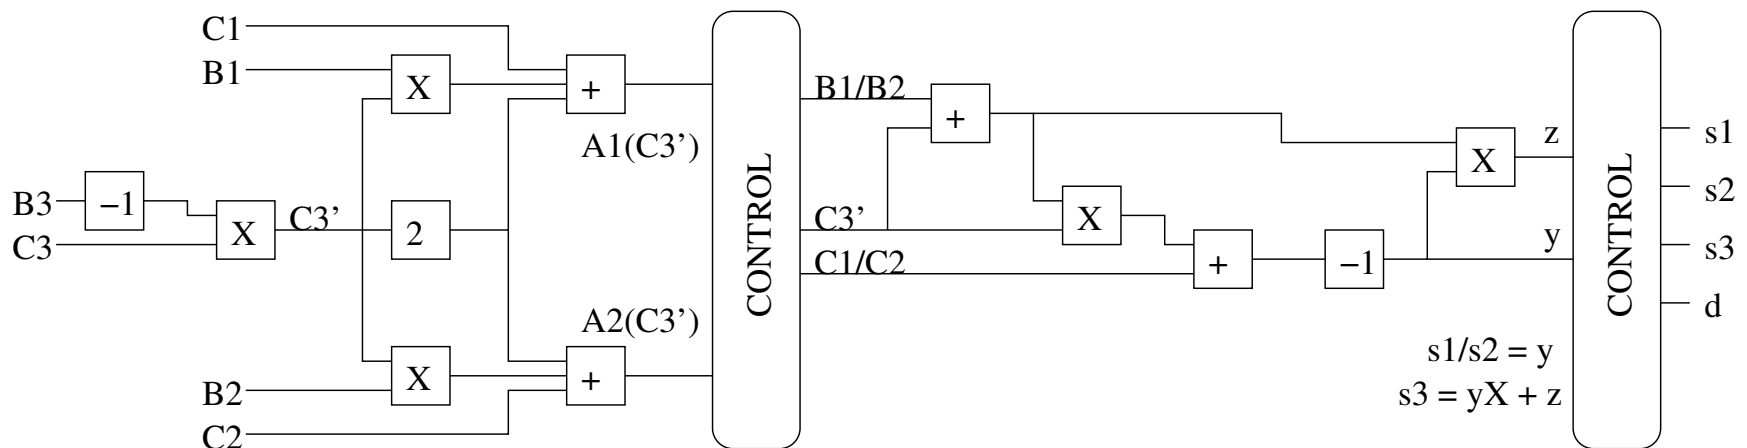 C1
B1
X
+
A1(C3’)
B3
−1
C3
X
C3’
2
A2(C3’)
X
+
B2
C2
CONTROL
B1/B2
+
C3’
X
C1/C2
+
−1
X
z
y
s1/s2 = y
s3 = yX + z
CONTROL
s1
s2
s3
d